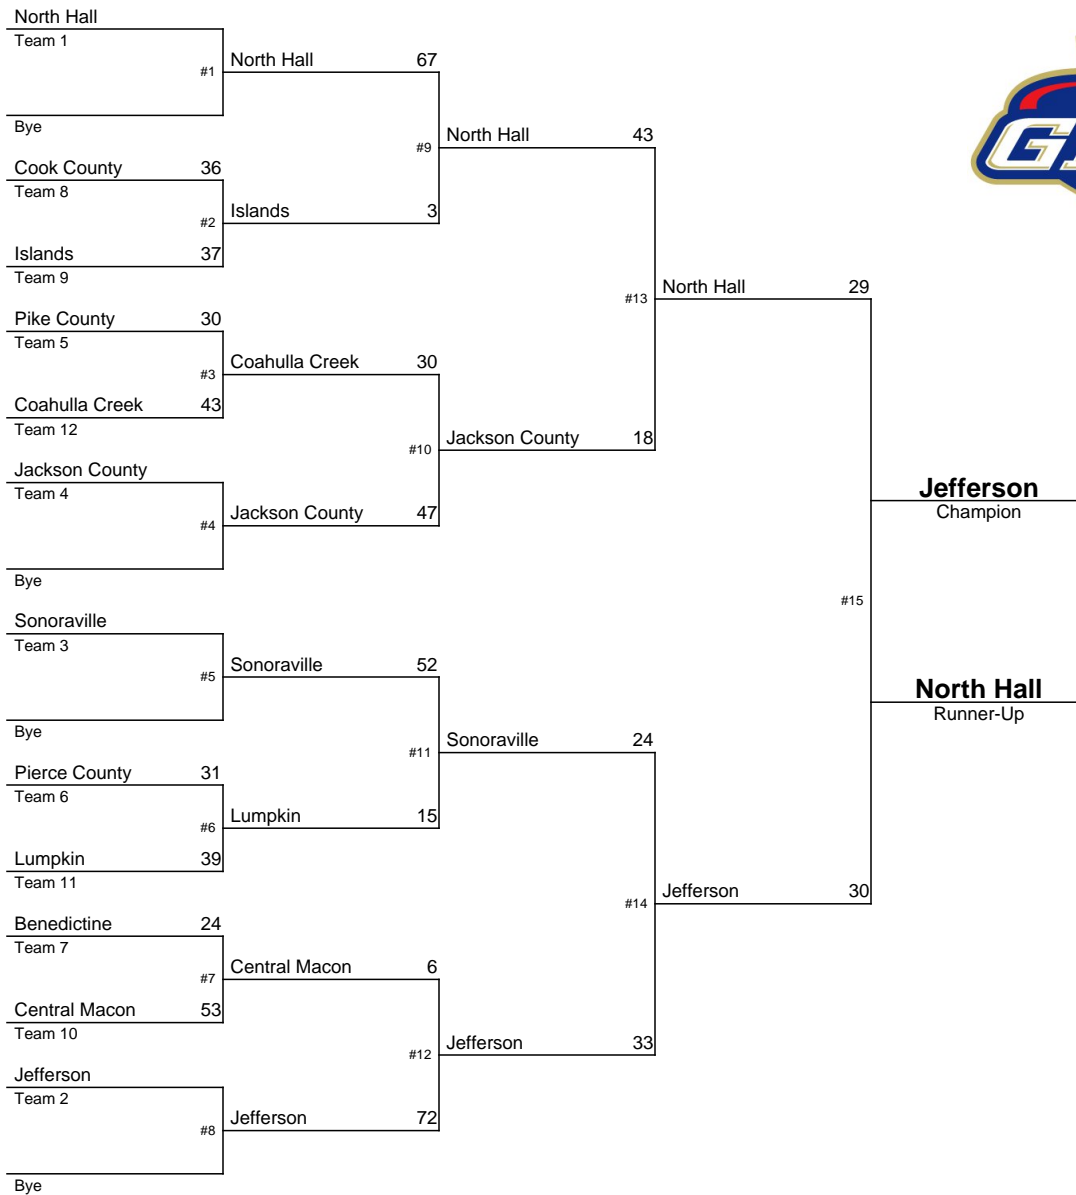 North Hall
Team 1
#1
North Hall 67
Bye
Cook County 36
Team 8
#9
North Hall 43
#2
Islands 3
Islands 37
Team 9
Pike County 30
Team 5
#13
North Hall 29
#3
Coahulla Creek 30
Coahulla Creek 43
Team 12
#10
Jackson County 18
Jackson County
Team 4
#4
Jackson County 47
Bye
Jefferson
Champion
#15
Sonoraville
Team 3
#5
Sonoraville 52
Bye
North Hall
Runner-Up
#11
Sonoraville 24
Pierce County 31
Team 6
#6
Lumpkin 15
Lumpkin 39
Team 11
#14
Jefferson 30
Benedictine 24
Team 7
#7
Central Macon 6
Central Macon 53
Team 10
#12
Jefferson 33
Jefferson
Team 2
#8
Jefferson 72
Bye